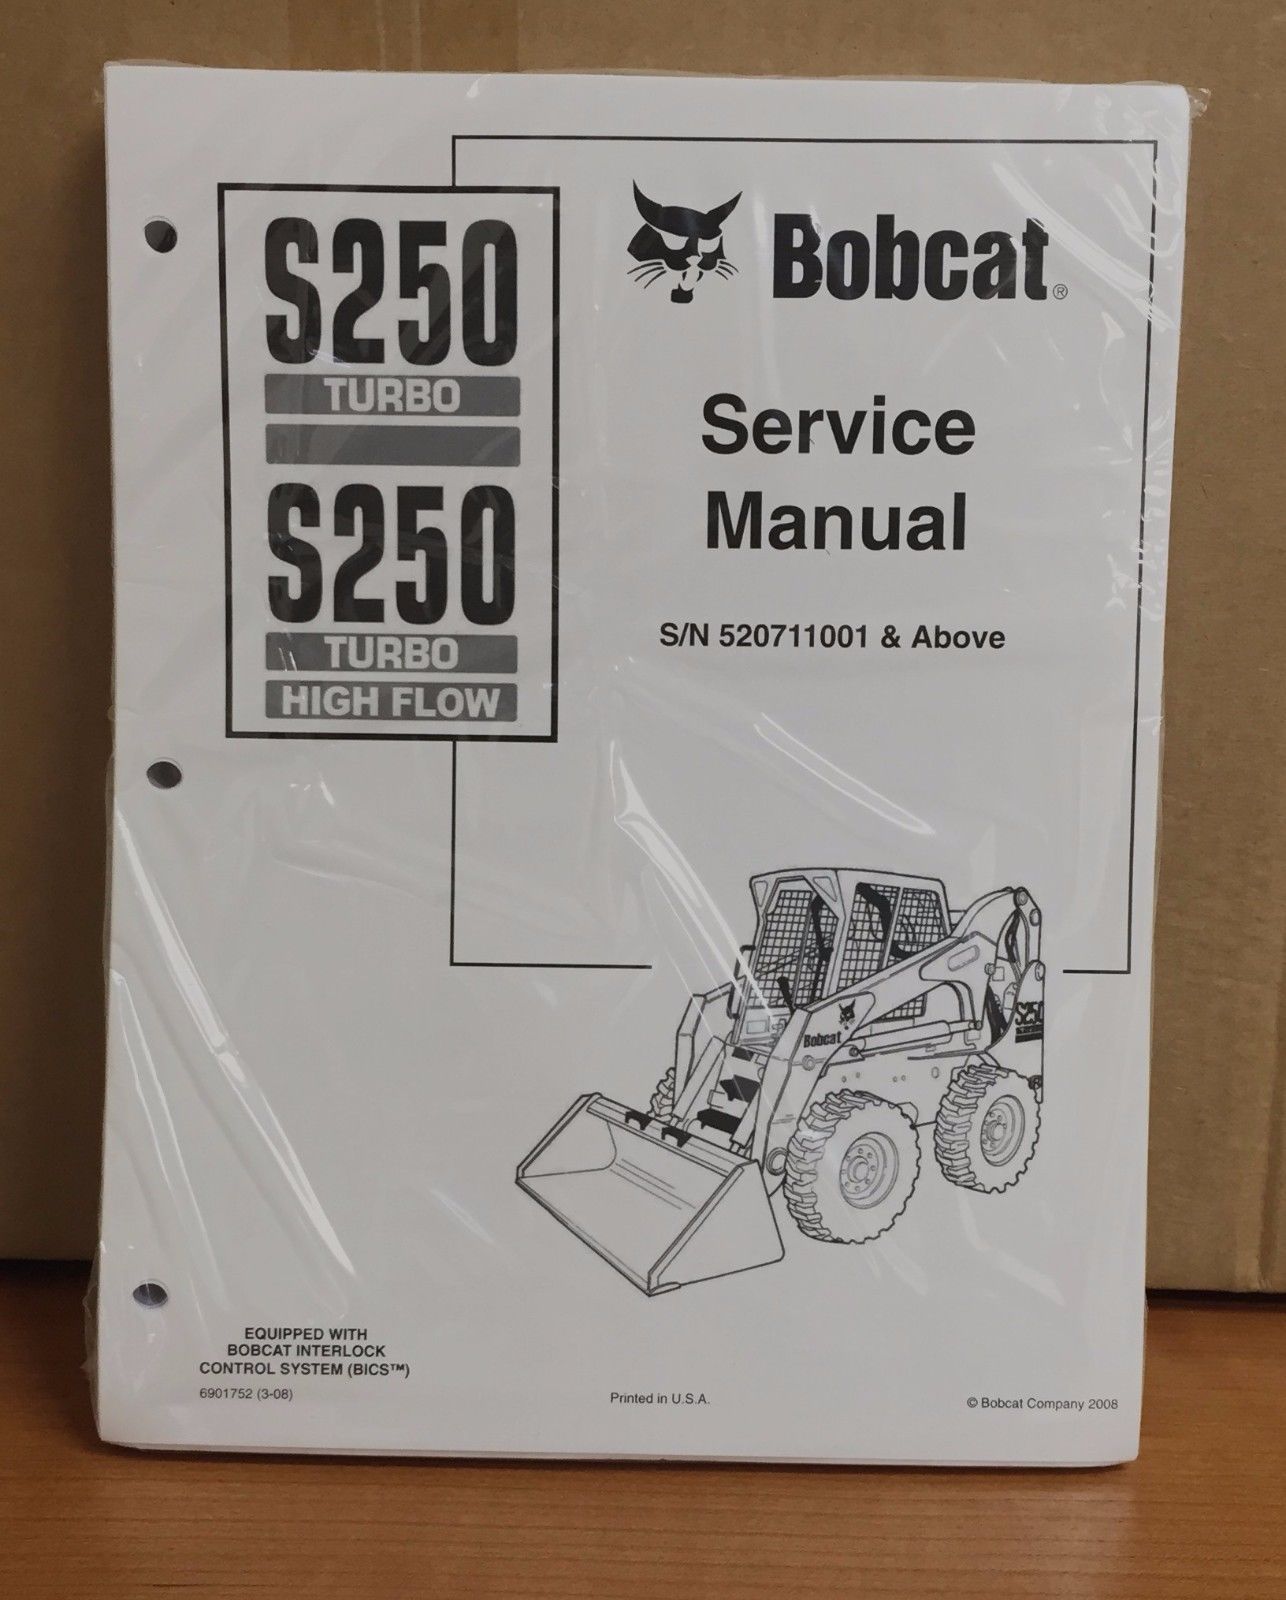 S250
TURBO
S250
TURBO
HIGH FLOW
Bobcat®
Service
Manual
S/N 520711001 & Above
Bobcat
S250
EQUIPPED WITH
BOBCAT INTERLOCK
CONTROL SYSTEM (BICS™)
6901752 (3-08)
Printed in U.S.A.
© Bobcat Company 2008